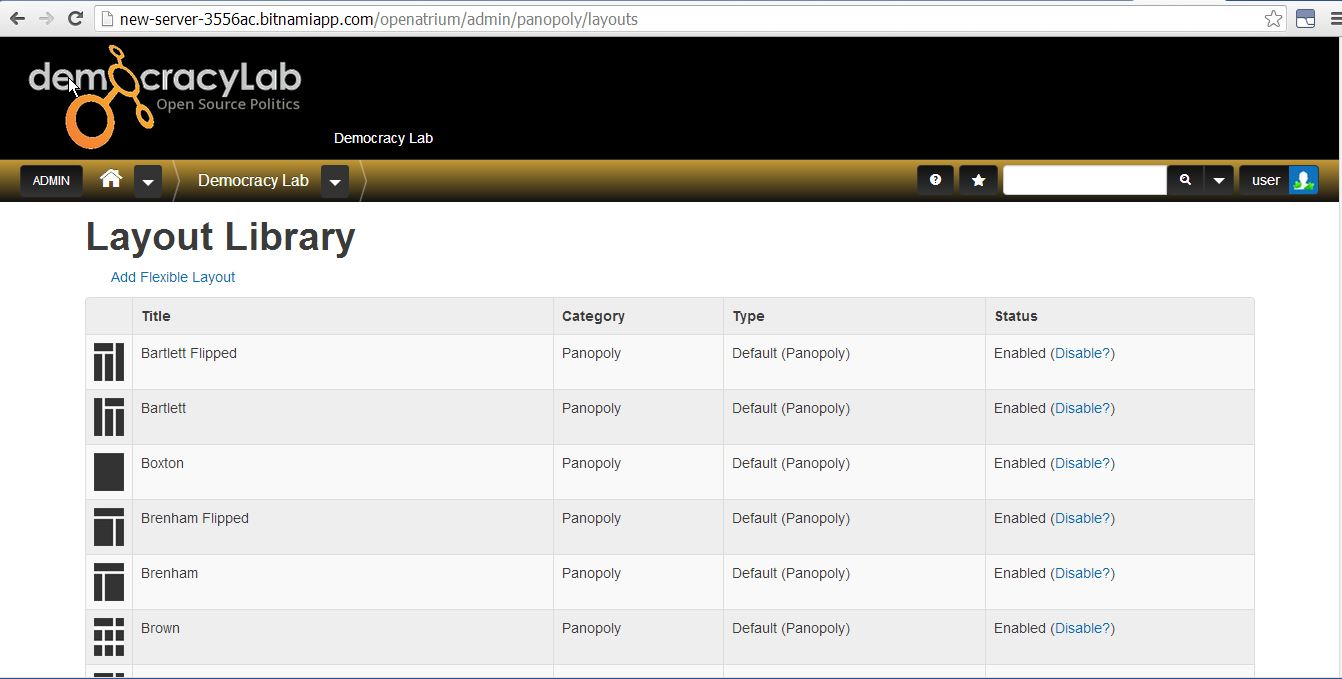 new-server-3556ac.bitnamiapp.com/openatrium/admin/panopoly/layouts
democracyLab
Open Source Politics
Democracy Lab
ADMIN Democracy Lab user
Layout Library
Add Flexible Layout
Title Category Type Status
Bartlett Flipped Panopoly Default (Panopoly) Enabled (Disable?)
Bartlett Panopoly Default (Panopoly) Enabled (Disable?)
Boxton Panopoly Default (Panopoly) Enabled (Disable?)
Brenham Flipped Panopoly Default (Panopoly) Enabled (Disable?)
Brenham Panopoly Default (Panopoly) Enabled (Disable?)
Brown Panopoly Default (Panopoly) Enabled (Disable?)